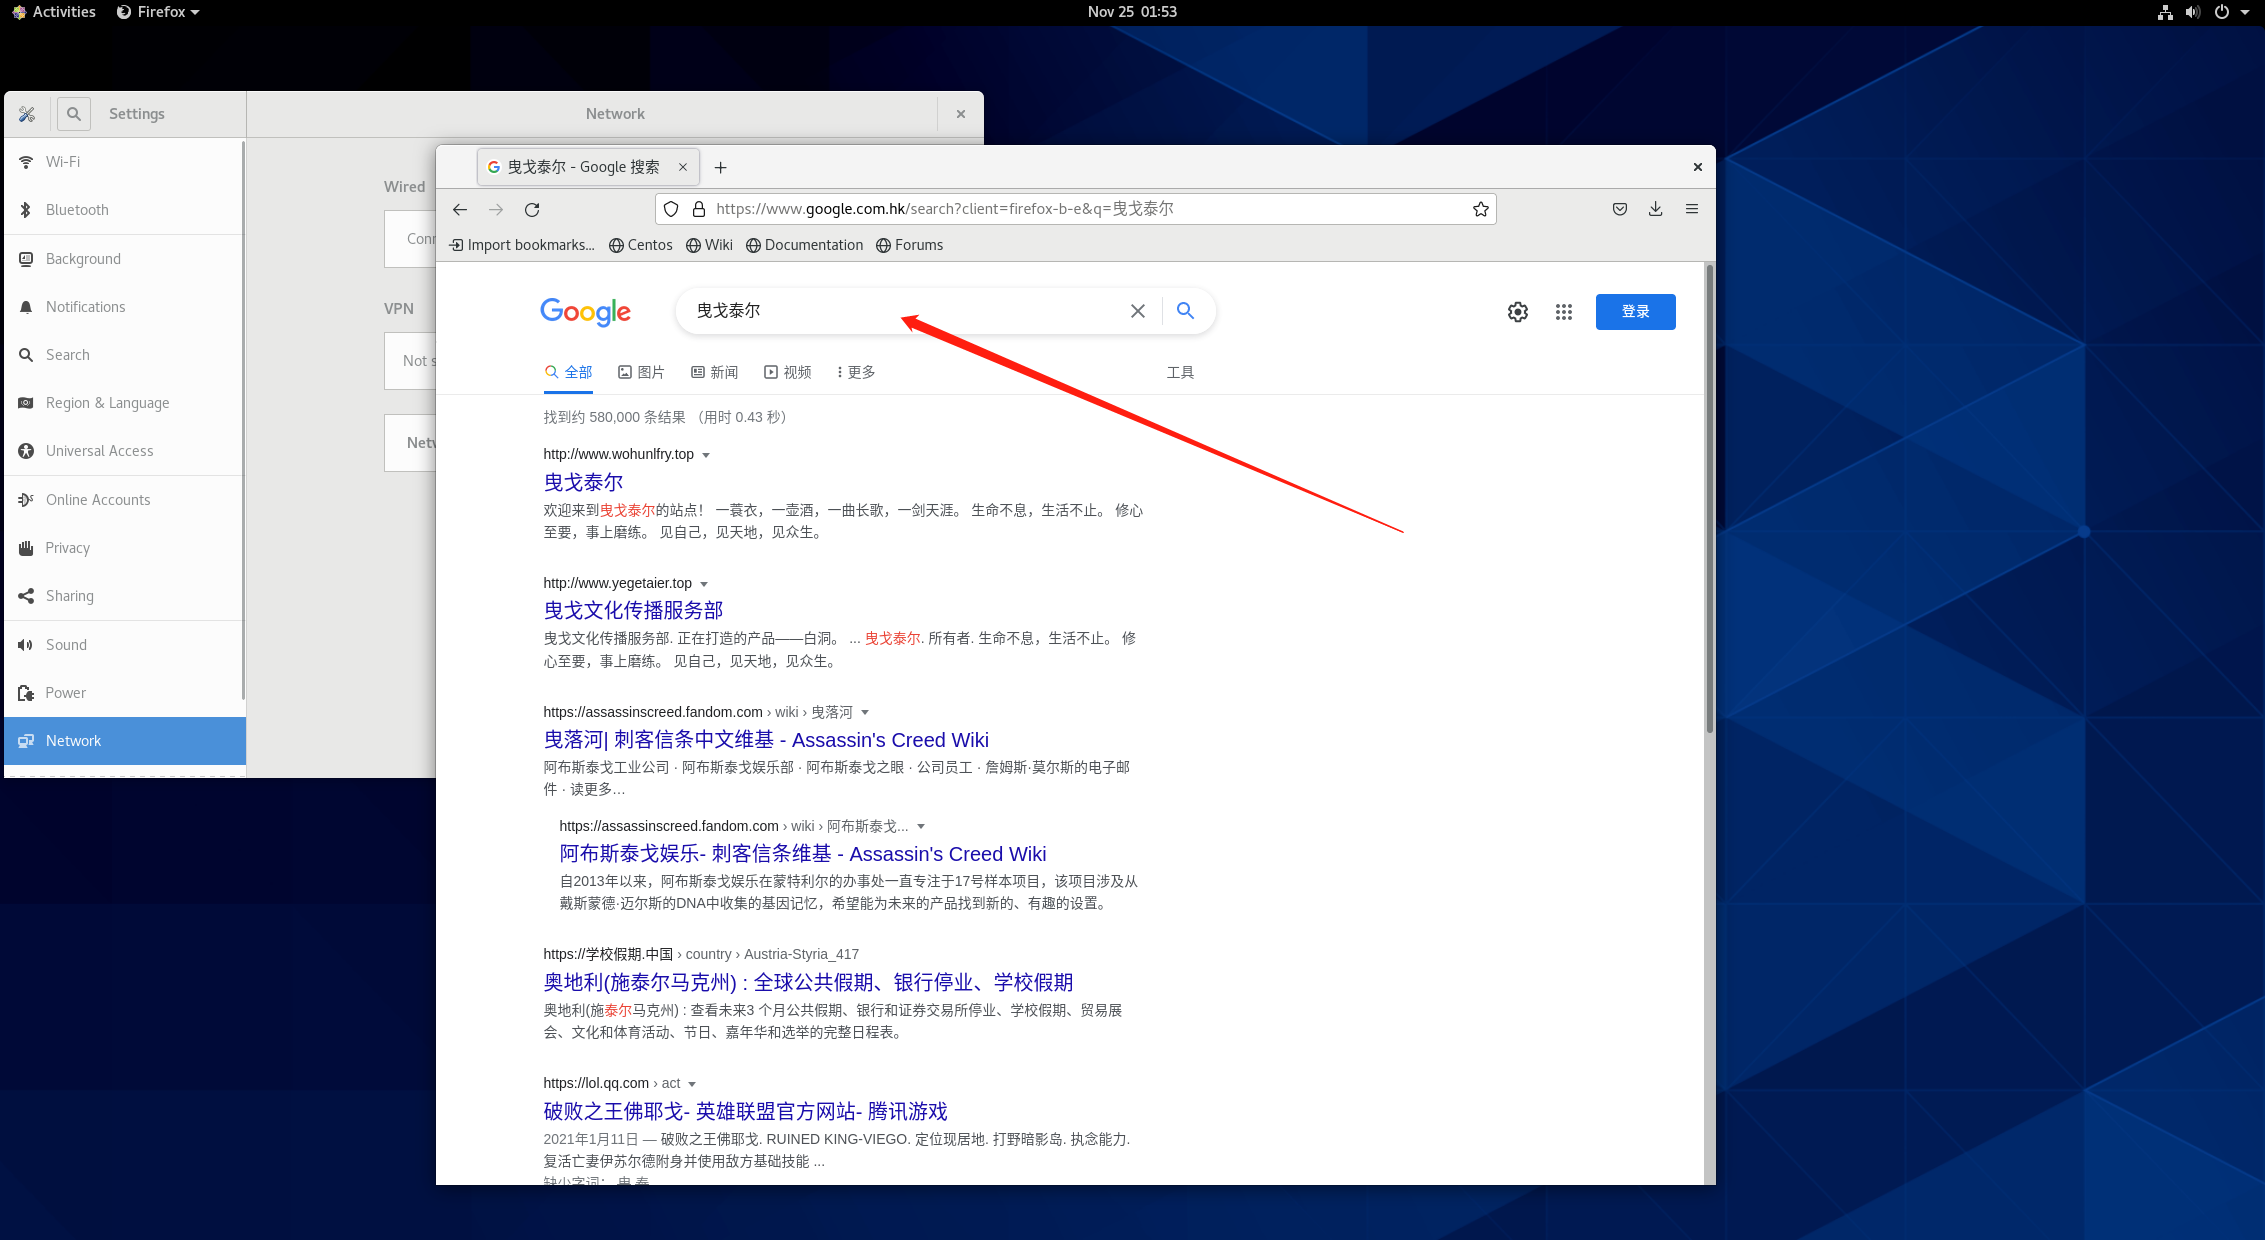 Activities Firefox Nov 25 01:53
Settings Network
Wi-Fi
Bluetooth
Background
Notifications
Search
Region & Language
Universal Access
Online Accounts
Privacy
Sharing
Sound
Power
Network
Wired
VPN
Not s
曳戈泰尔 - Google 搜索
https://www.google.com.hk/search?client=firefox-b-e&q=曳戈泰尔
Import bookmarks... Centos Wiki Documentation Forums
Google 曳戈泰尔 登录
全部 图片 新闻 视频 更多 工具
找到约 580,000 条结果 （用时 0.43 秒）
http://www.wohunlfry.top
曳戈泰尔
欢迎来到曳戈泰尔的站点！ 一蓑衣，一壶酒，一曲长歌，一剑天涯。 生命不息，生活不止。 修心
至要，事上磨练。 见自己，见天地，见众生。
http://www.yegetaier.top
曳戈文化传播服务部
曳戈文化传播服务部. 正在打造的产品——白洞。 ... 曳戈泰尔. 所有者. 生命不息，生活不止。 修
心至要，事上磨练。 见自己，见天地，见众生。
https://assassinscreed.fandom.com › wiki › 曳落河
曳落河| 刺客信条中文维基 - Assassin's Creed Wiki
阿布斯泰戈工业公司 · 阿布斯泰戈娱乐部 · 阿布斯泰戈之眼 · 公司员工 · 詹姆斯·莫尔斯的电子邮
件 · 读更多…
https://assassinscreed.fandom.com › wiki › 阿布斯泰戈...
阿布斯泰戈娱乐- 刺客信条维基 - Assassin's Creed Wiki
自2013年以来，阿布斯泰戈娱乐在蒙特利尔的办事处一直专注于17号样本项目，该项目涉及从
戴斯蒙德·迈尔斯的DNA中收集的基因记忆，希望能为未来的产品找到新的、有趣的设置。
https://学校假期.中国 › country › Austria-Styria_417
奥地利(施泰尔马克州) : 全球公共假期、银行停业、学校假期
奥地利(施泰尔马克州) : 查看未来3 个月公共假期、银行和证券交易所停业、学校假期、贸易展
会、文化和体育活动、节日、嘉年华和选举的完整日程表。
https://lol.qq.com › act
破败之王佛耶戈- 英雄联盟官方网站- 腾讯游戏
2021年1月11日 — 破败之王佛耶戈. RUINED KING-VIEGO. 定位现居地. 打野暗影岛. 执念能力.
复活亡妻伊苏尔德附身并使用敌方基础技能 ...